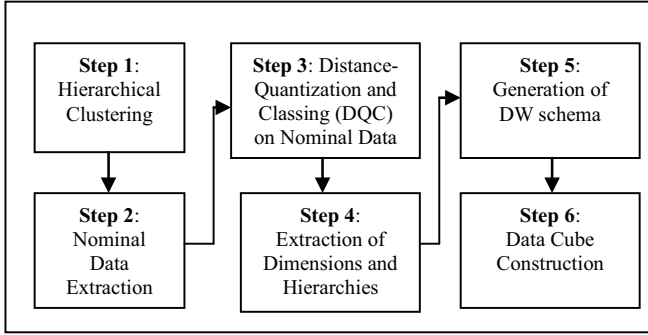 Step 1:
Hierarchical
Clustering
Step 2:
Nominal
Data
Extraction
Step 3: Distance-
Quantization and
Classing (DQC)
on Nominal Data
Step 4:
Extraction of
Dimensions and
Hierarchies
Step 5:
Generation of
DW schema
Step 6:
Data Cube
Construction